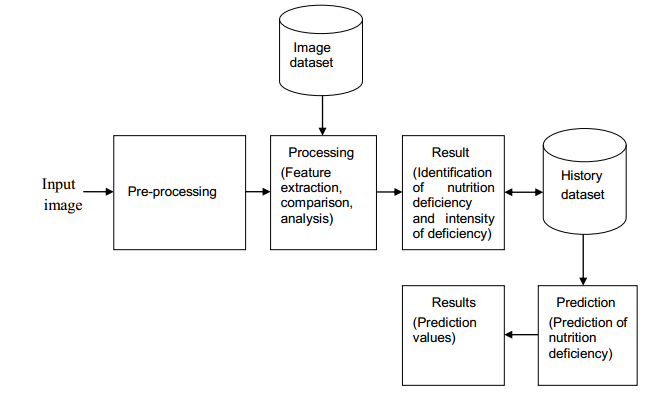 Image
dataset
Input
image
Pre-processing
Processing
(Feature
extraction,
comparison,
analysis)
Result
(Identification
of nutrition
deficiency
and intensity
of deficiency)
History
dataset
Results
(Prediction
values)
Prediction
(Prediction of
nutrition
deficiency)